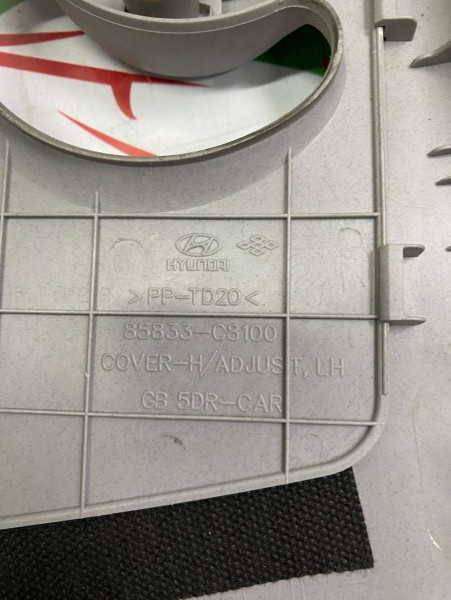 HYUNDAI
>PP-TD20<
85833-C8100
COVER-H/ADJUST, LH
GB 5DR-CAR